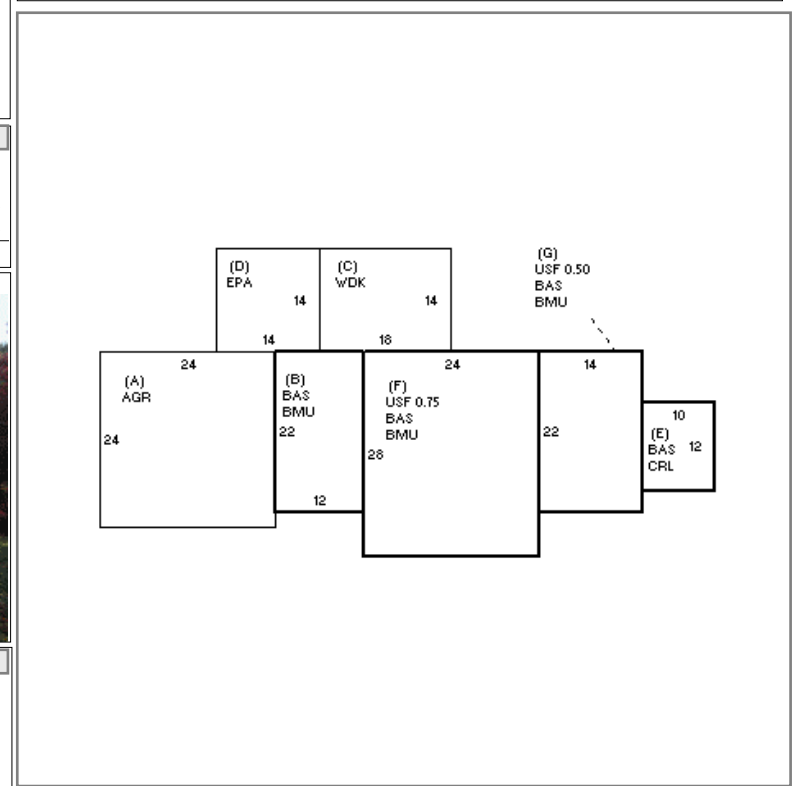 (D)
EPA
14
14
(C)
WDK
14
18
(G)
USF 0.50
BAS
BMU
24
(A)
AGR
24
(B)
BAS
BMU
22
12
24
(F)
USF 0.75
BAS
BMU
28
14
22
10
(E)
BAS 12
CRL